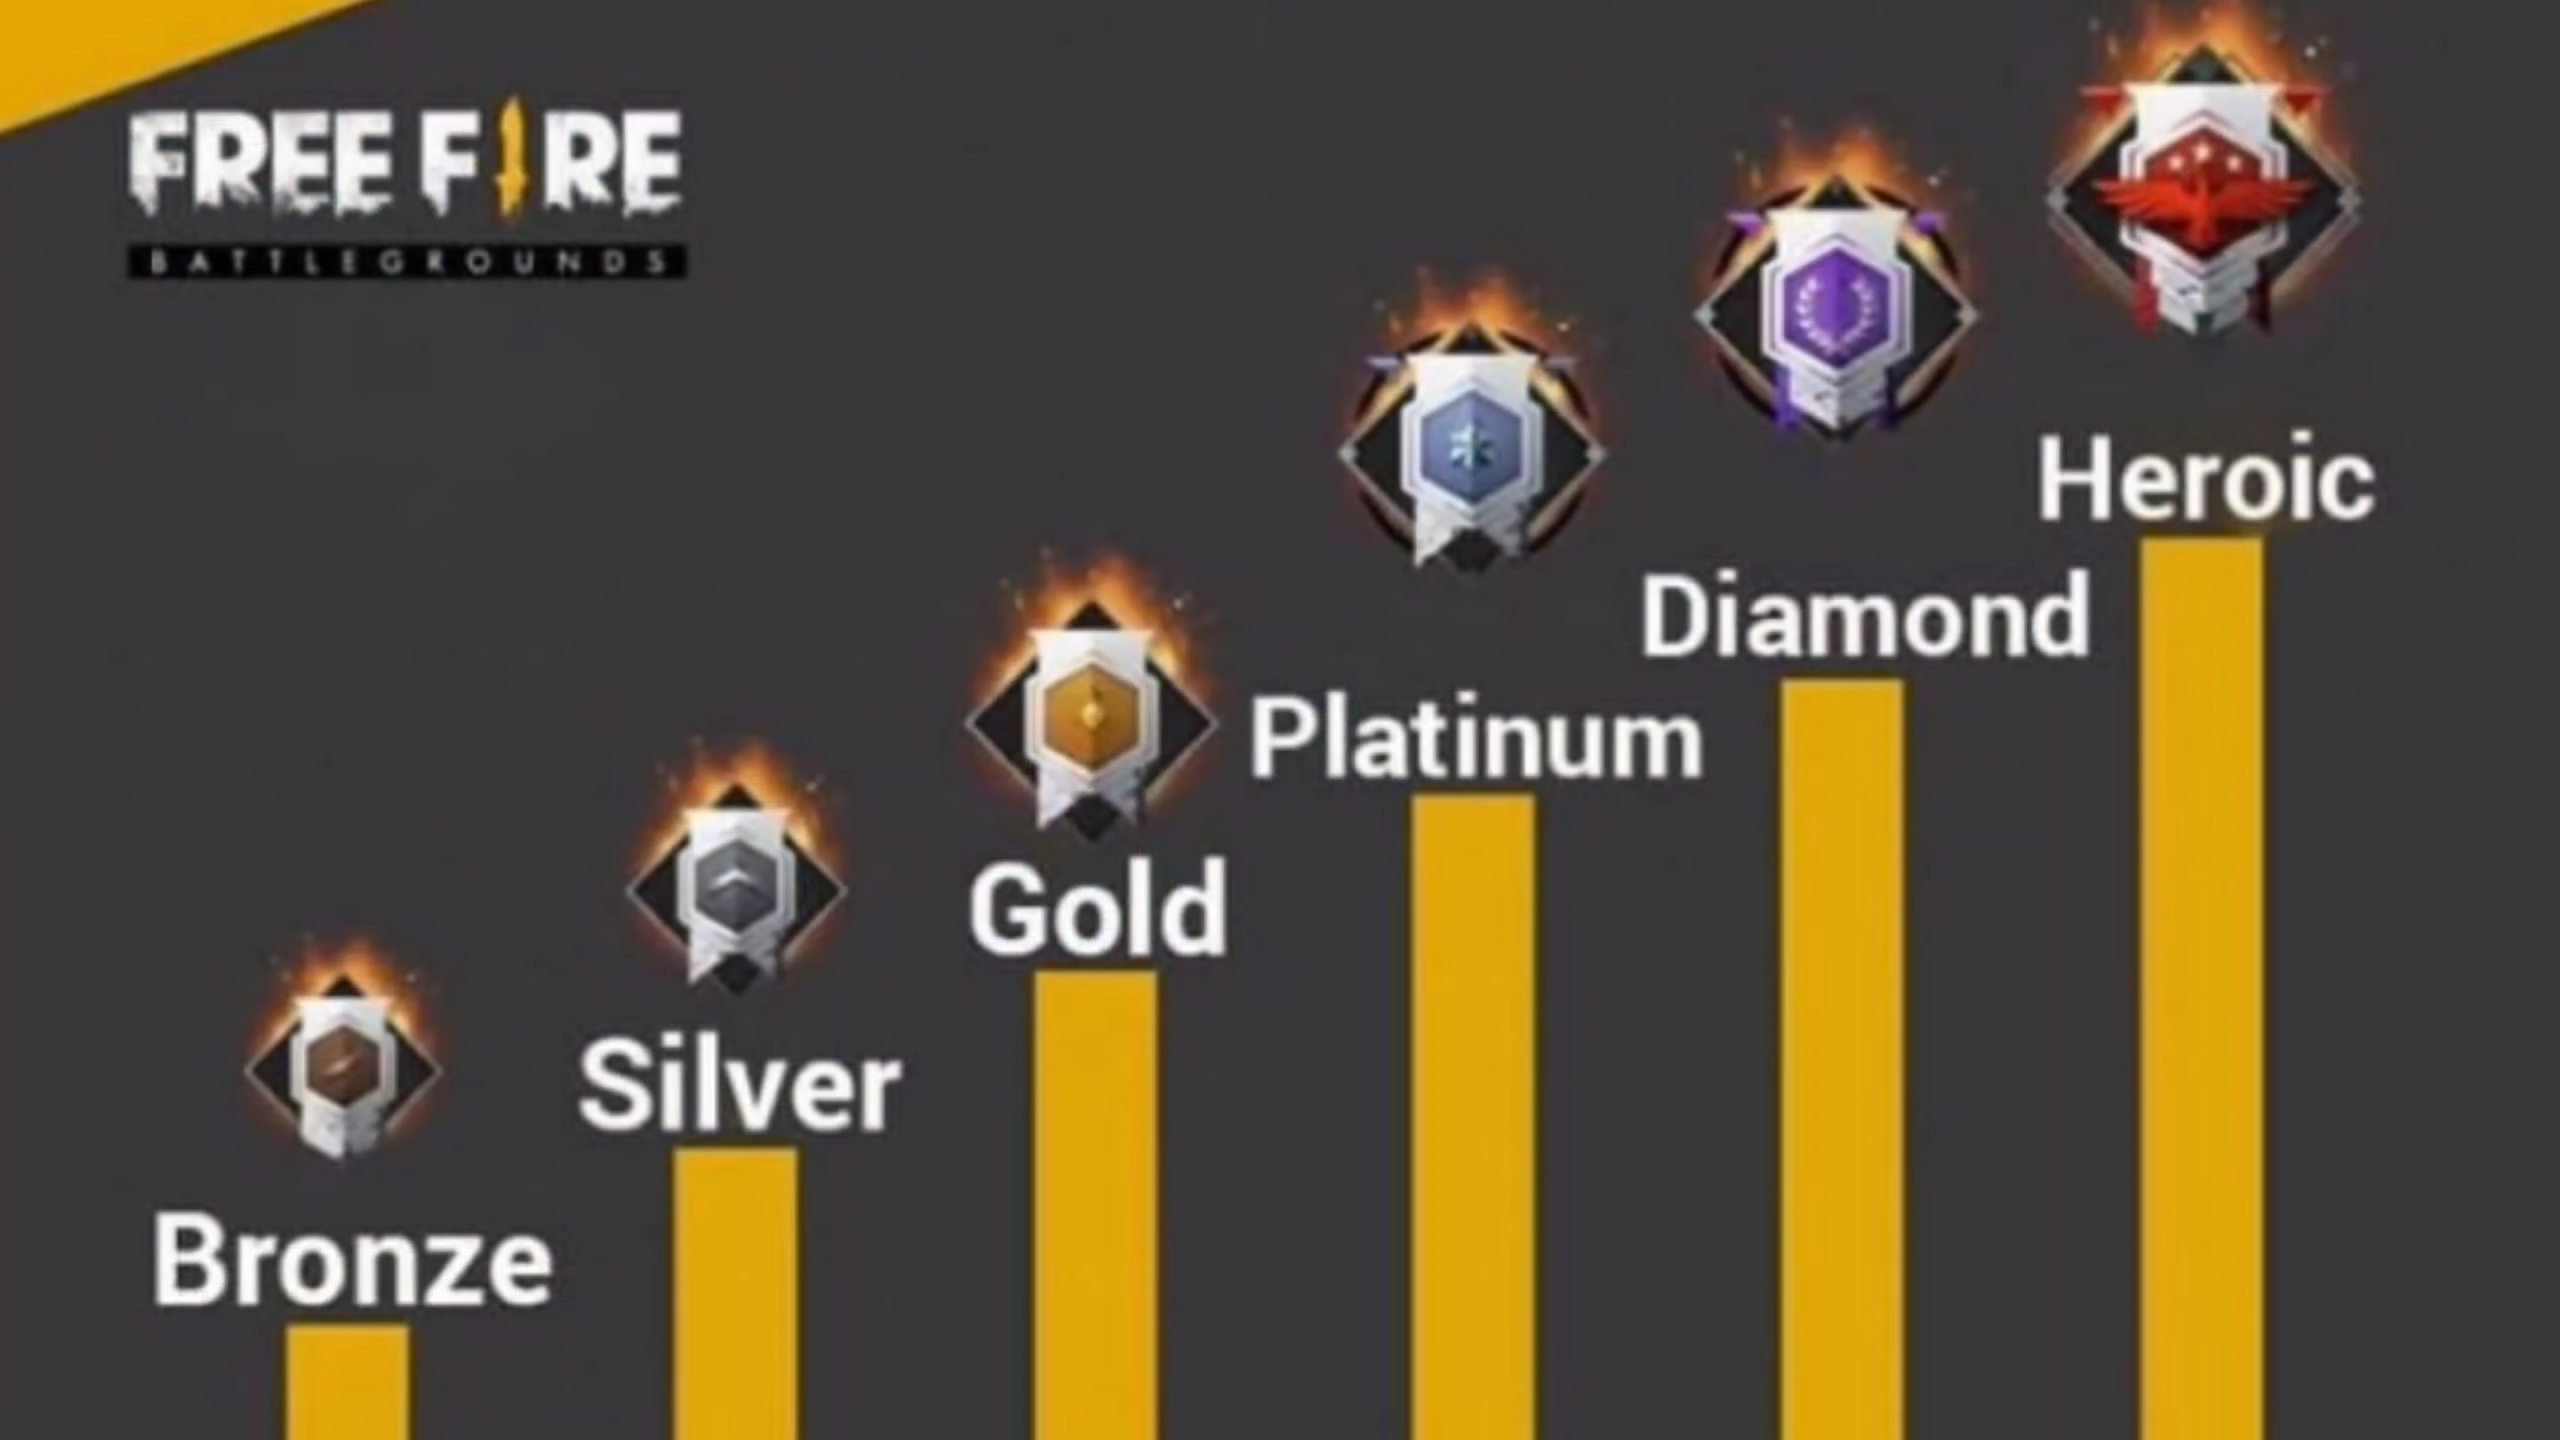 FREE FIRE
BATTLEGROUNDS
Heroic
Diamond
Platinum
Gold
Silver
Bronze